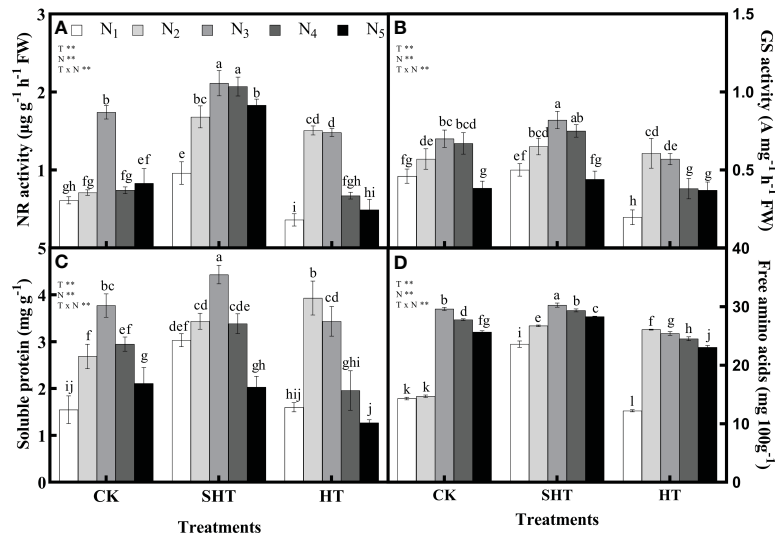 A
N1 N2 N3 N4 N5
T **
N **
T x N **
NR activity (µg g-1 h-1 FW)
3
2
1
gh fg b fg ef
e bc a a b
i cd d fgh hi
B
T **
N **
T x N **
GS activity (A mg-1 h-1 FW)
1.5
1.0
0.5
fg de bc bcd g
ef bcd a ab fg
h cd de g g
C
T **
N **
T x N **
Soluble protein (mg g-1)
5
4
3
2
1
0
ij f bc ef g
def cd a cde gh
hij b cd ghi j
CK SHT HT
Treatments
D
T **
N **
T x N **
Free amino acids (mg 100g-1)
40
30
20
10
0
k k b d fg
i e a b c
l f g h j
CK SHT HT
Treatments